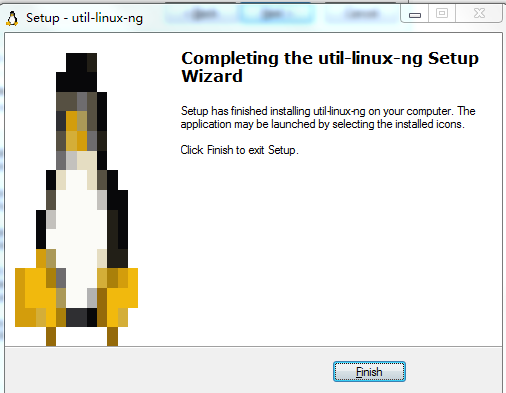 Setup - util-linux-ng
Completing the util-linux-ng Setup
Wizard
Setup has finished installing util-linux-ng on your computer. The
application may be launched by selecting the installed icons.
Click Finish to exit Setup.
Finish